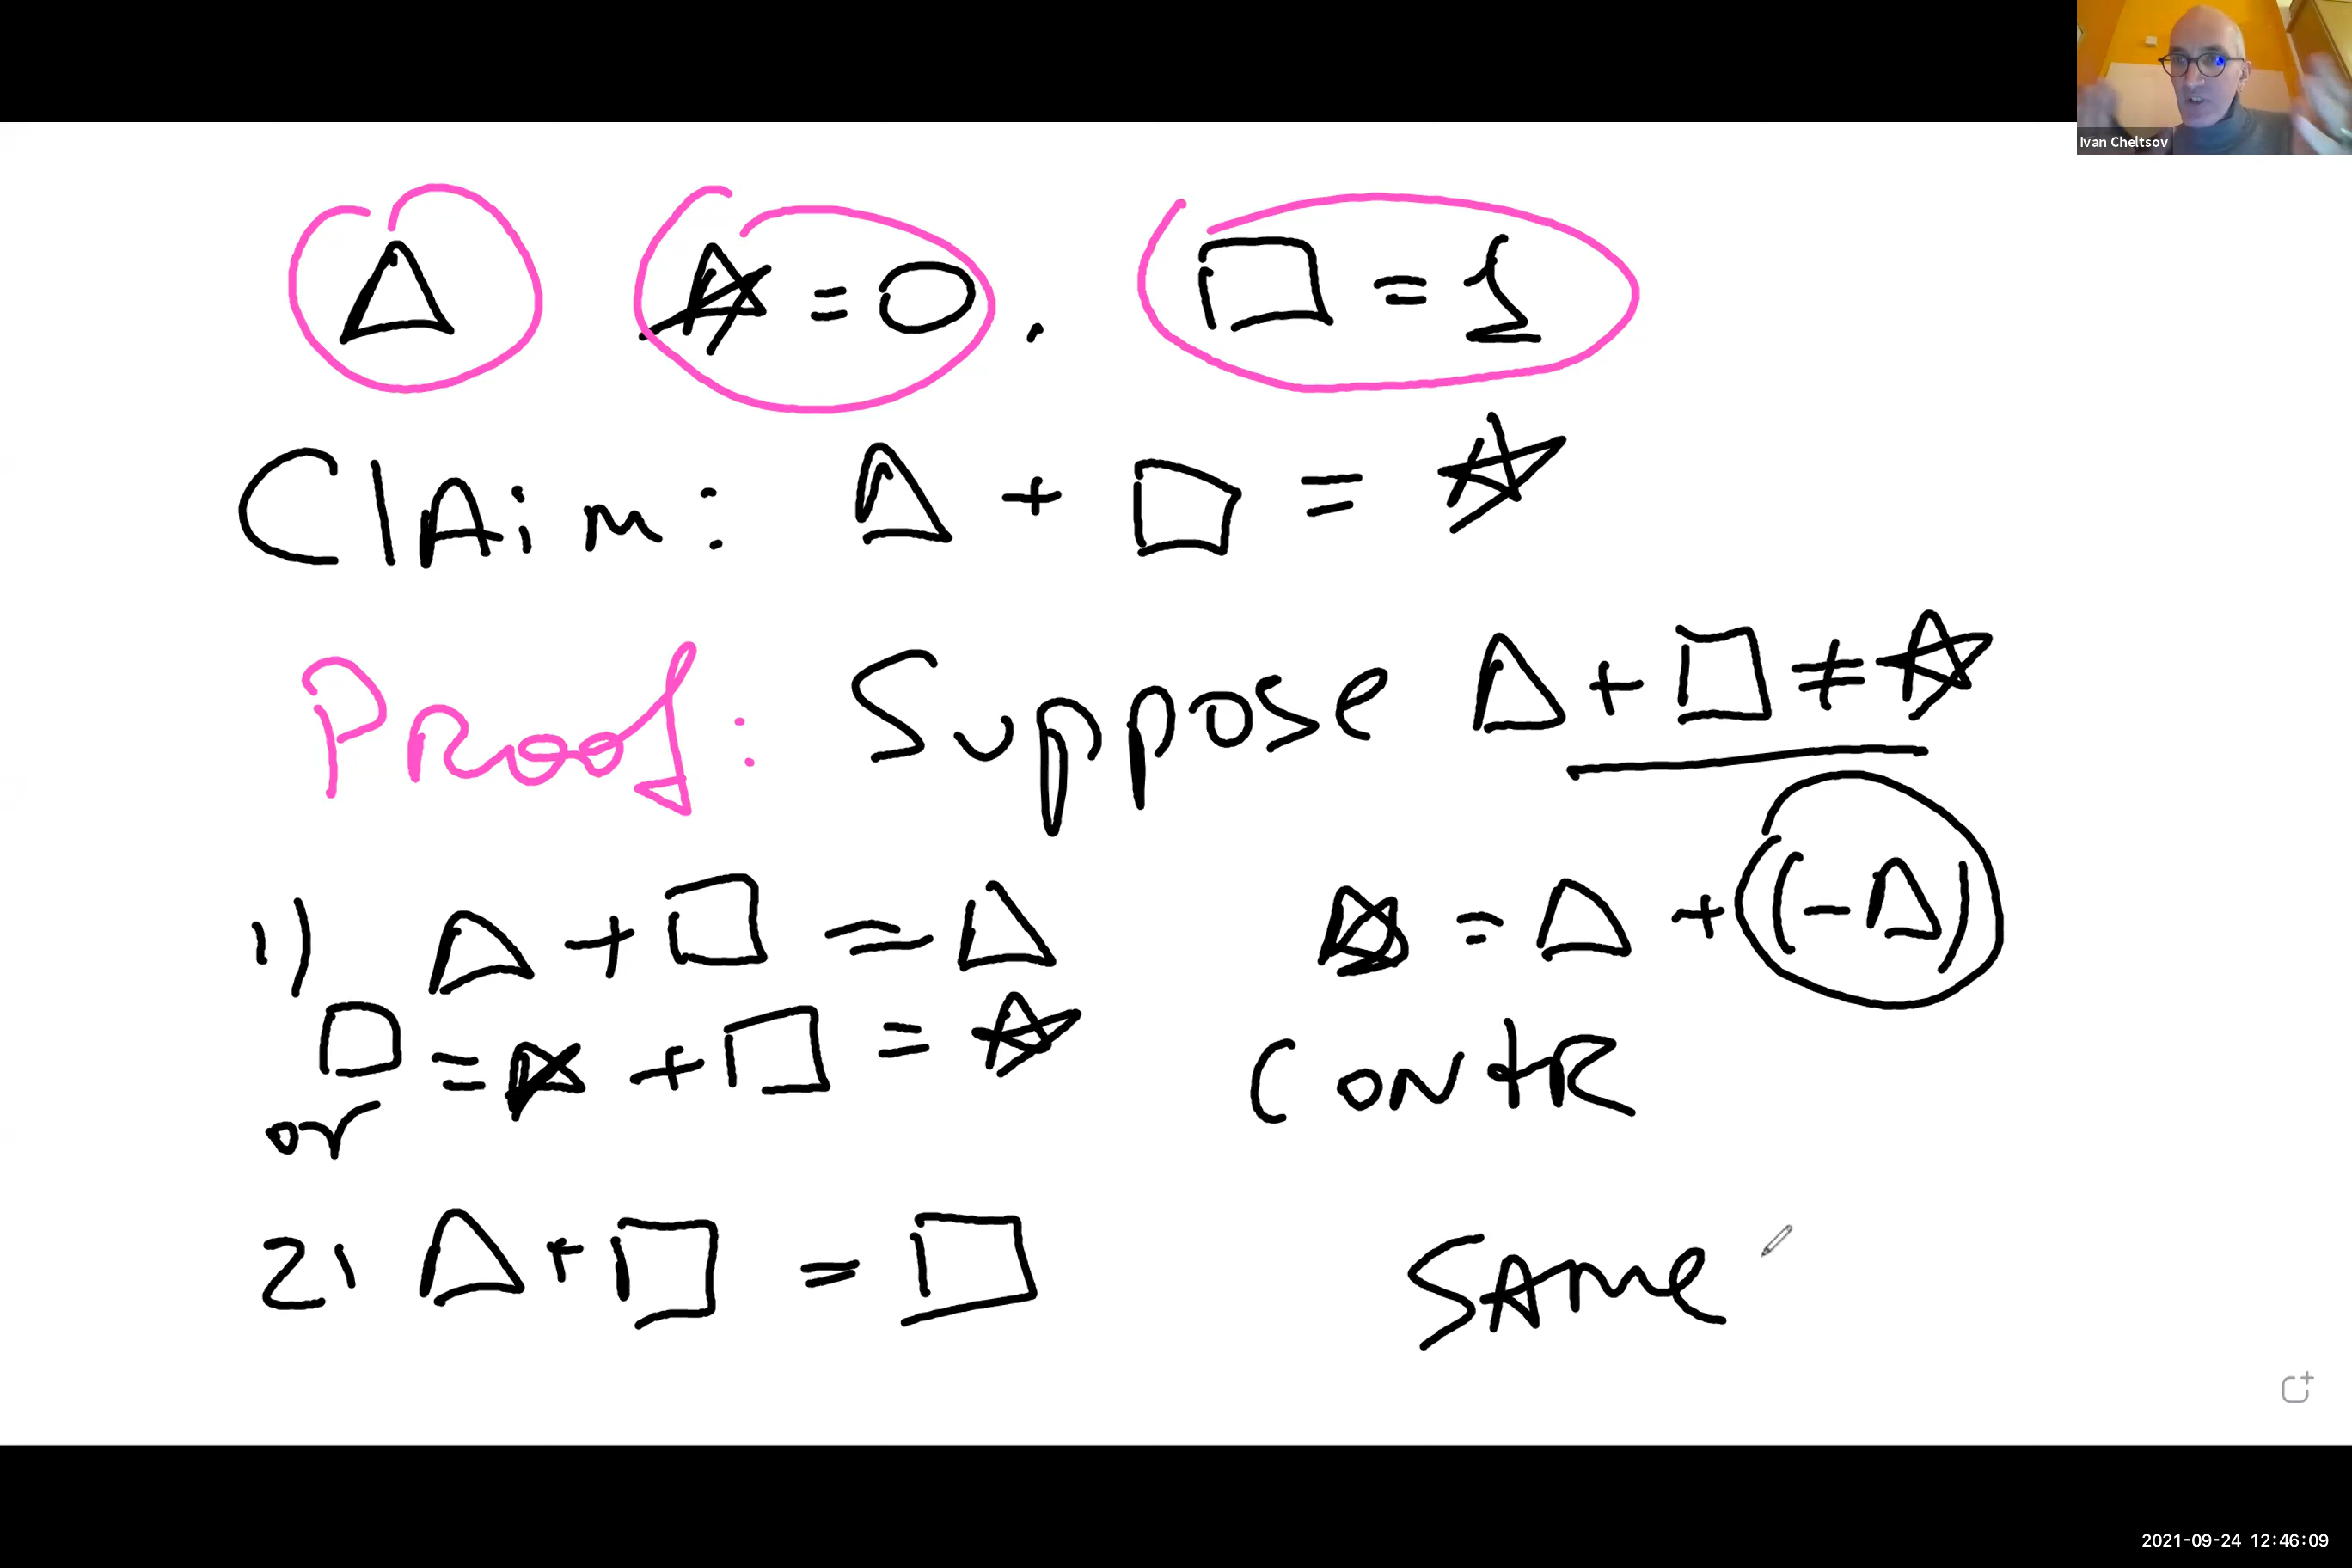 Ivan Cheltsov
△ ☆ = 0 . □ = 1
ClAim : △ + □ = ☆
PRoof : Suppose △ + □ ≠ ☆
1) △ + □ = △ ☆ = △ + (-△)
□ = ☆ + □ = ☆ CONtR
or
2) △ + □ = □ SAme
2021-09-24 12:46:09